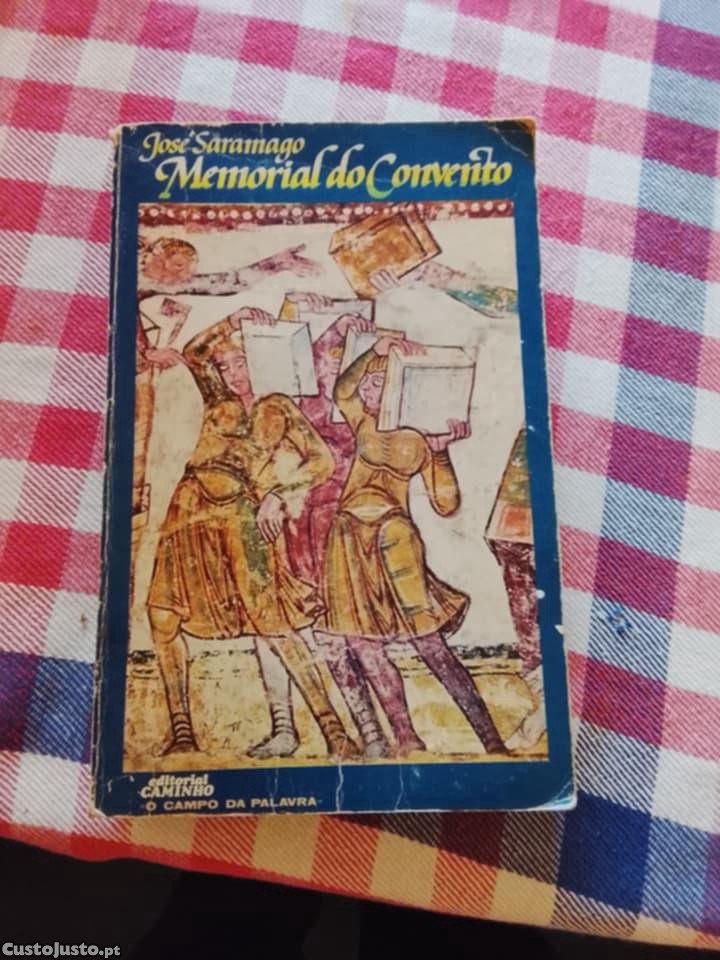 José Saramago
Memorial do Convento
editorial
CAMINHO
O CAMPO DA PALAVRA
CustoJusto.pt